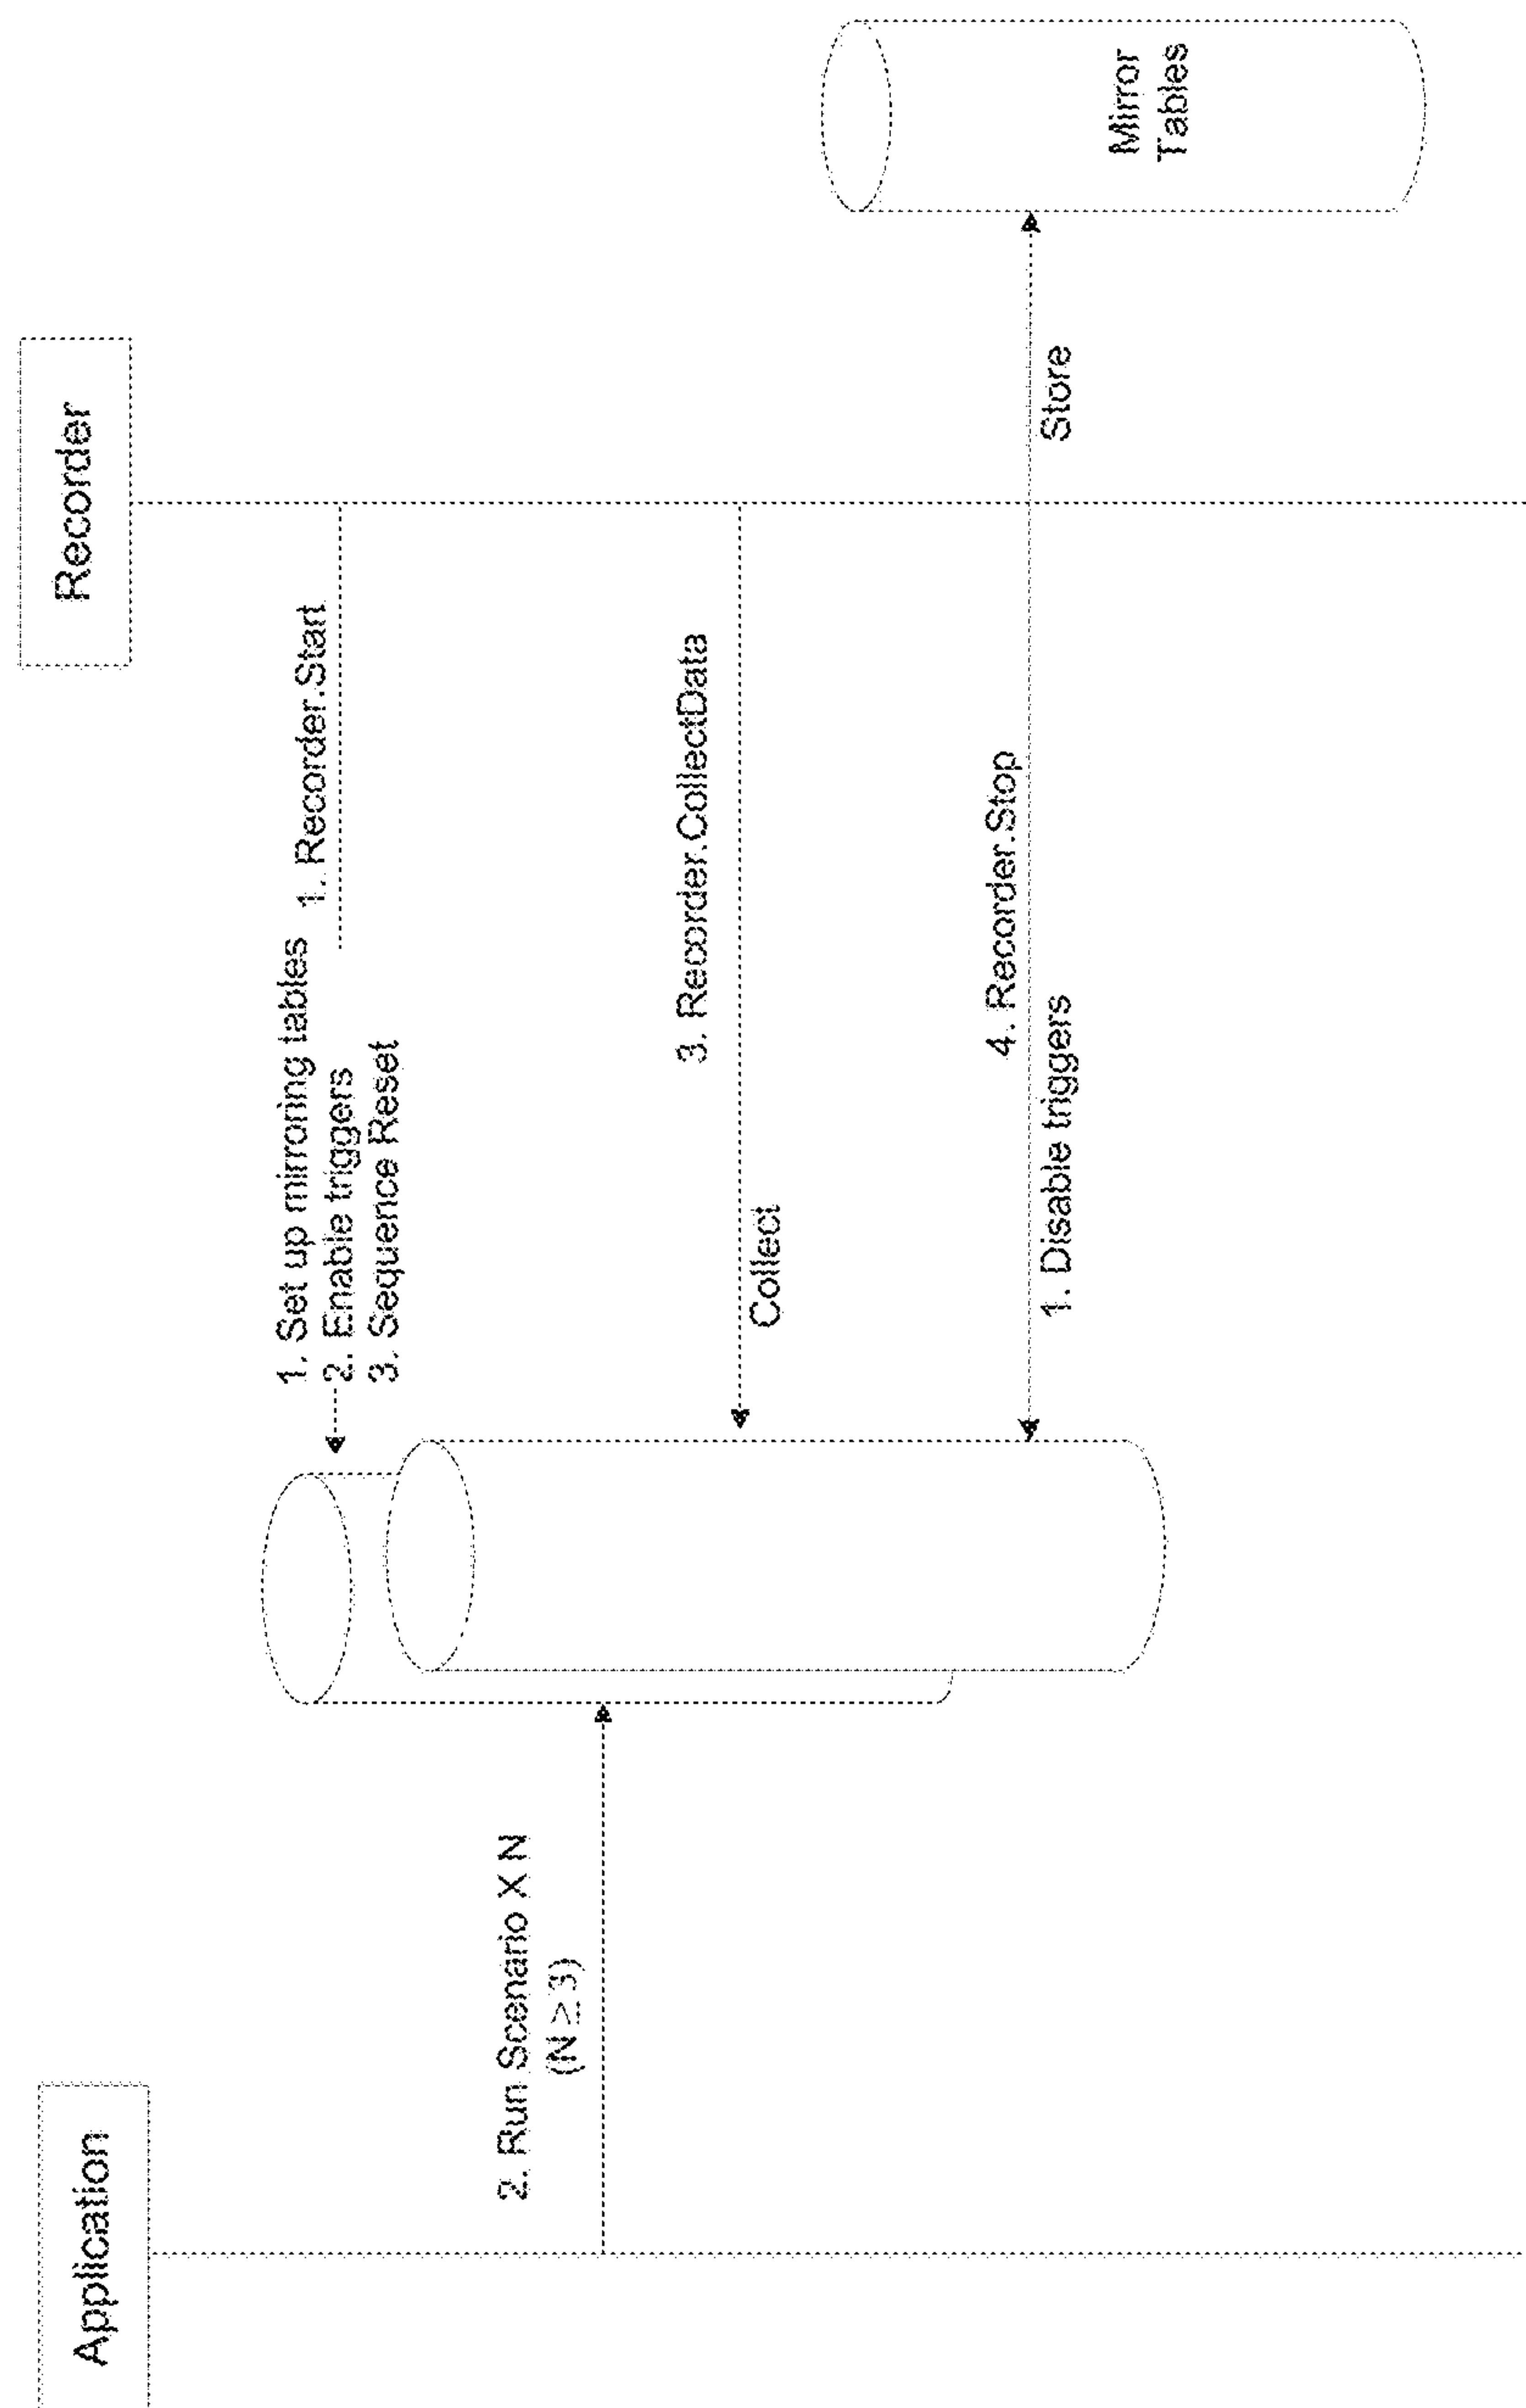 Application
Recorder
1. Set up mirroring tables
2. Enable triggers
3. Sequence Reset
1. Recorder.Start
2. Run Scenario X N
(N ≥ 3)
3. Recorder.CollectData
Collect
4. Recorder.Stop
1. Disable triggers
Store
Mirror
Tables